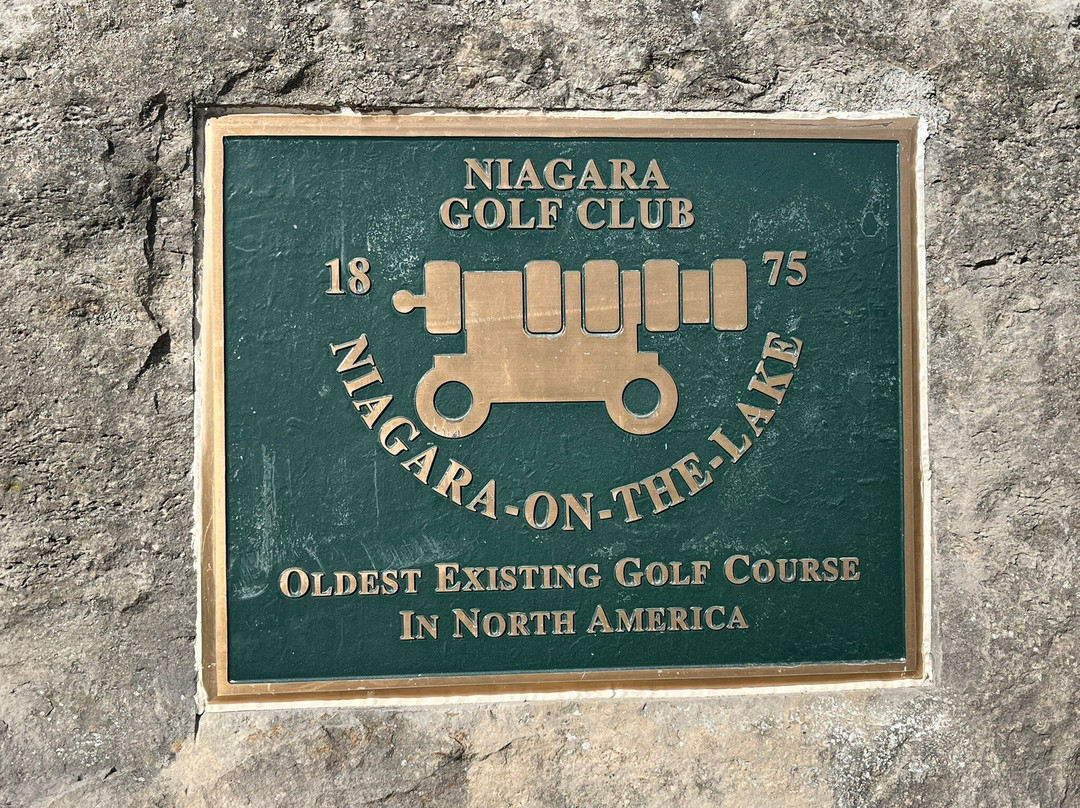 NIAGARA
GOLF CLUB
18 75
NIAGARA-ON-THE-LAKE
OLDEST EXISTING GOLF COURSE
IN NORTH AMERICA